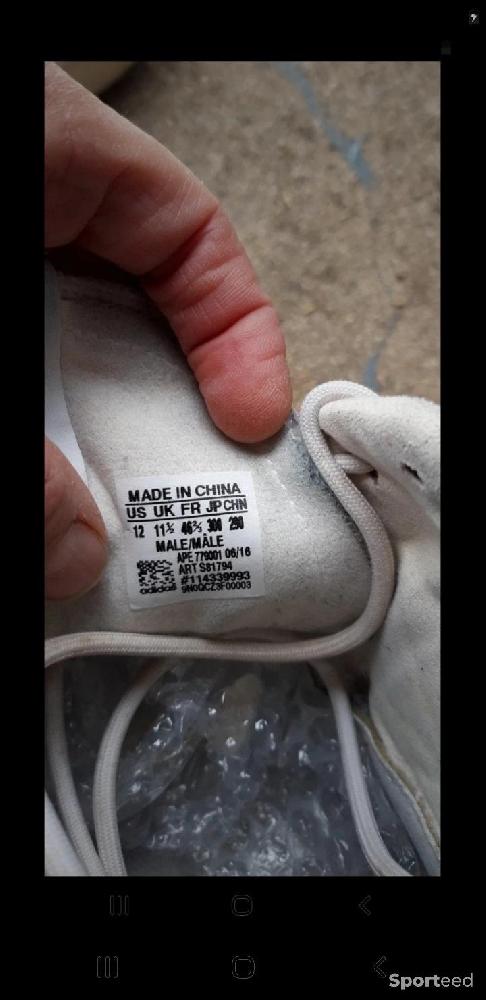 MADE IN CHINA
US UK FR JP CHN
12 11½ 46⅔ 300 290
MALE/MÂLE
APE 779001 06/16
ART S81794
#114339993
9N0QCZ3F00003
adidas
Sporteed